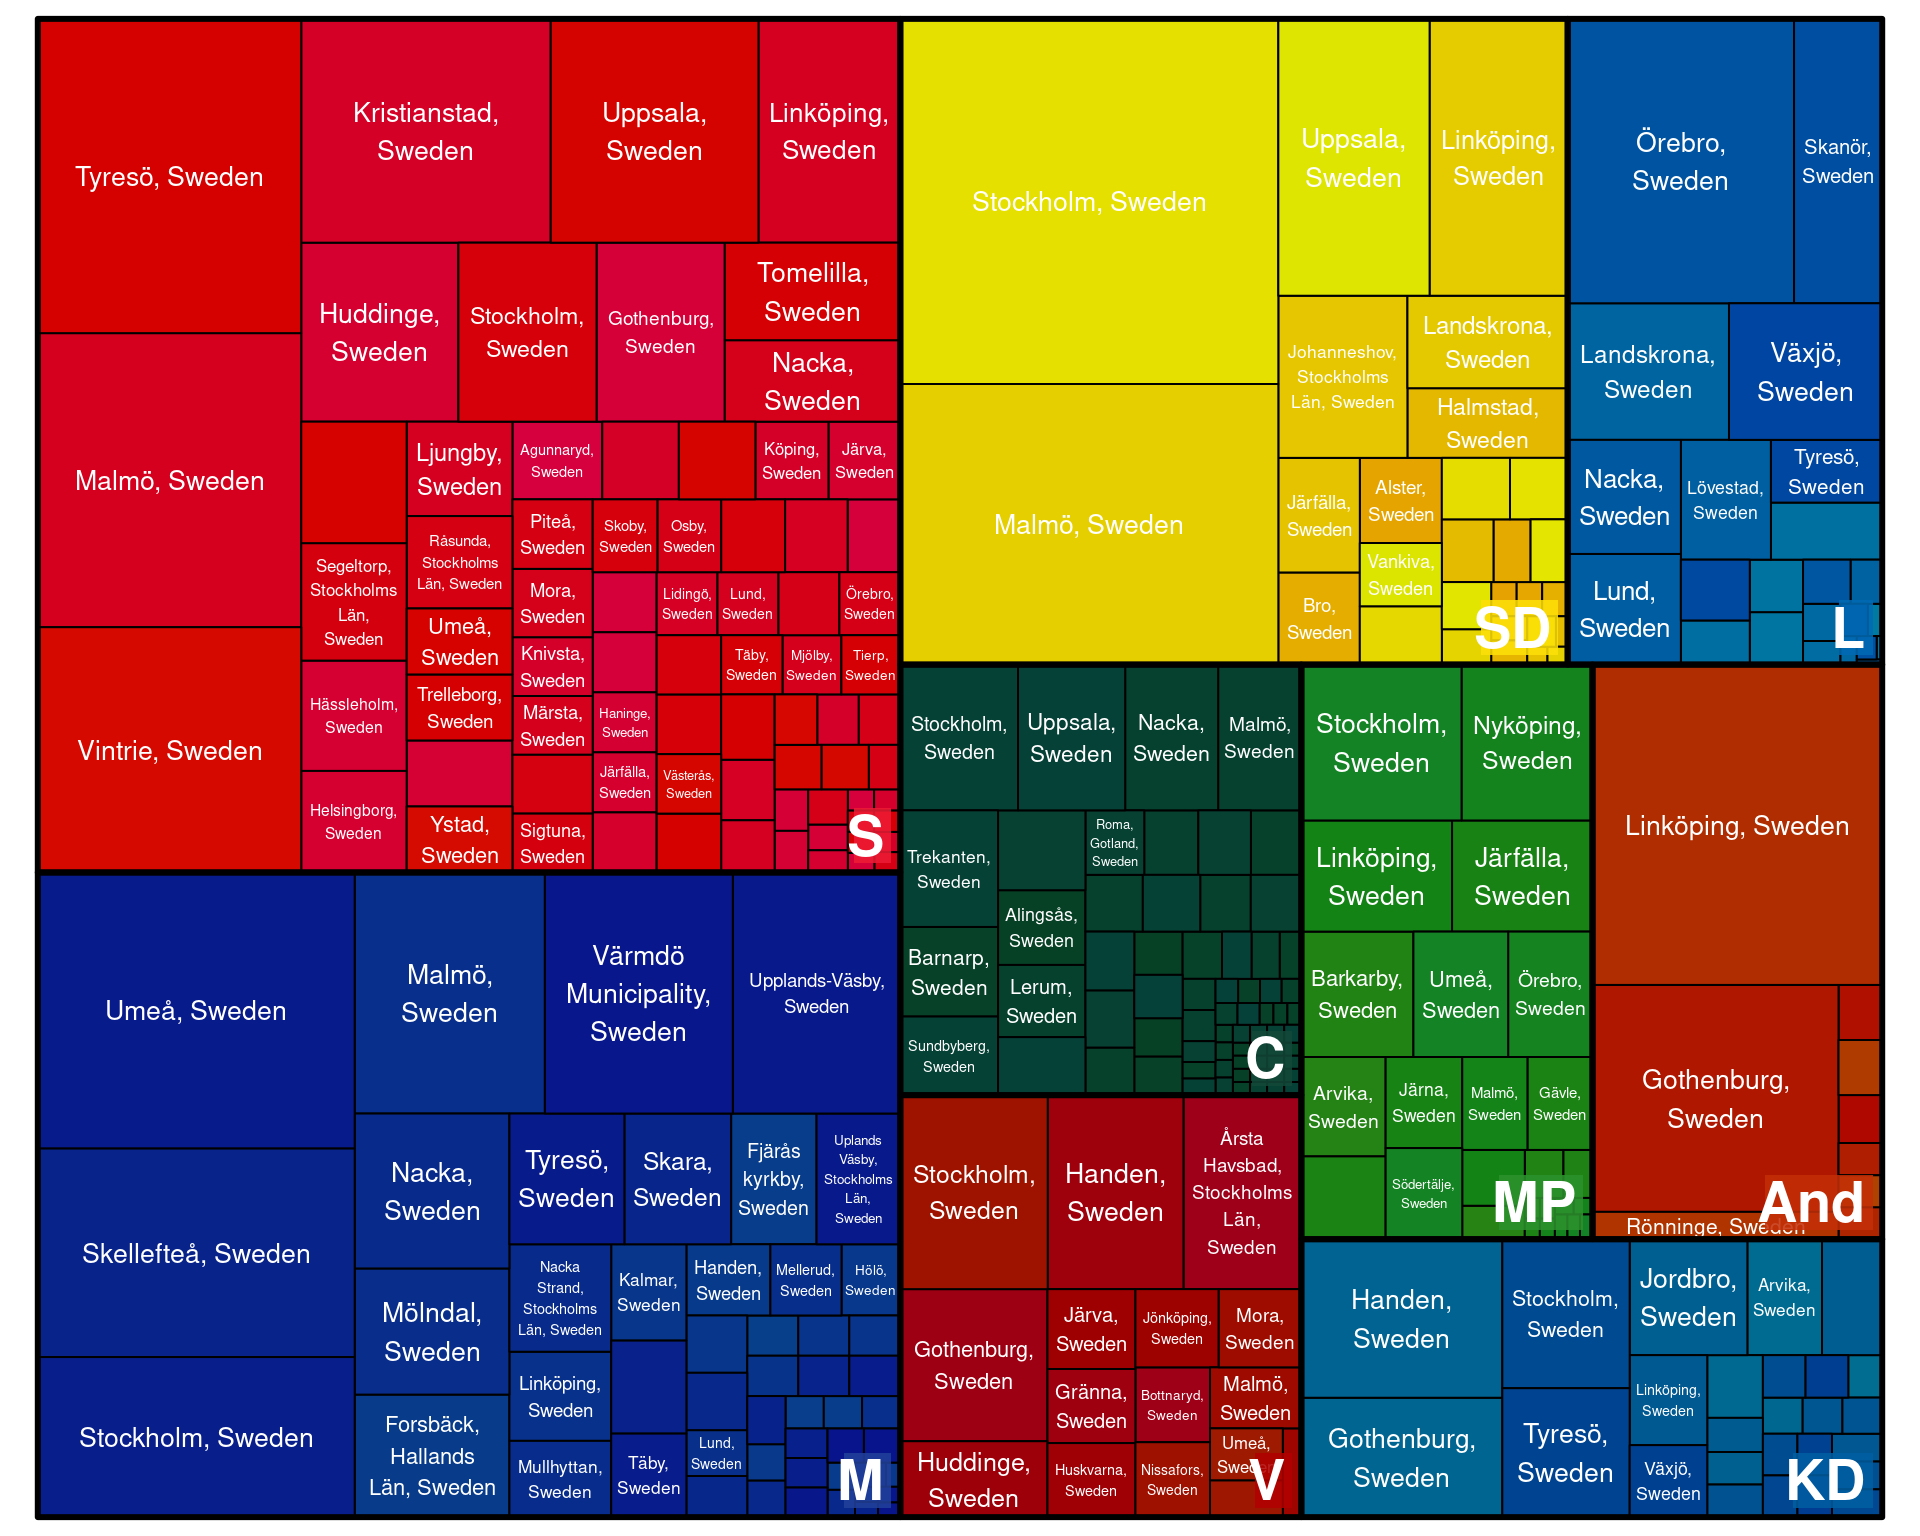 Tyresö, Sweden
Malmö, Sweden
Vintrie, Sweden
Kristianstad,
Sweden
Uppsala,
Sweden
Linköping,
Sweden
Huddinge,
Sweden
Stockholm,
Sweden
Gothenburg,
Sweden
Tomelilla,
Sweden
Nacka,
Sweden
Segeltorp,
Stockholms
Län,
Sweden
Hässleholm,
Sweden
Helsingborg,
Sweden
Ljungby,
Sweden
Råsunda,
Stockholms
Län, Sweden
Umeå,
Sweden
Trelleborg,
Sweden
Ystad,
Sweden
Agunnaryd,
Sweden
Köping,
Sweden
Järva,
Sweden
Piteå,
Sweden
Mora,
Sweden
Knivsta,
Sweden
Märsta,
Sweden
Sigtuna,
Sweden
Skoby,
Sweden
Osby,
Sweden
Lidingö,
Sweden
Lund,
Sweden
Örebro,
Sweden
Täby,
Sweden
Mjölby,
Sweden
Tierp,
Sweden
Haninge,
Sweden
Järfälla,
Sweden
Västerås,
Sweden
S
Umeå, Sweden
Skellefteå, Sweden
Stockholm, Sweden
Malmö,
Sweden
Värmdö
Municipality,
Sweden
Upplands-Väsby,
Sweden
Nacka,
Sweden
Mölndal,
Sweden
Forsbäck,
Hallands
Län, Sweden
Tyresö,
Sweden
Skara,
Sweden
Fjärås
kyrkby,
Sweden
Uplands
Väsby,
Stockholms
Län,
Sweden
Nacka
Strand,
Stockholms
Län, Sweden
Linköping,
Sweden
Mullhyttan,
Sweden
Kalmar,
Sweden
Täby,
Sweden
Handen,
Sweden
Mellerud,
Sweden
Hölö,
Sweden
Lund,
Sweden
M
Stockholm, Sweden
Malmö, Sweden
Uppsala,
Sweden
Linköping,
Sweden
Johanneshov,
Stockholms
Län, Sweden
Landskrona,
Sweden
Halmstad,
Sweden
Järfälla,
Sweden
Bro,
Sweden
Alster,
Sweden
Vankiva,
Sweden
SD
Örebro,
Sweden
Skanör,
Sweden
Landskrona,
Sweden
Växjö,
Sweden
Nacka,
Sweden
Lund,
Sweden
Lövestad,
Sweden
Tyresö,
Sweden
L
Stockholm,
Sweden
Uppsala,
Sweden
Nacka,
Sweden
Malmö,
Sweden
Trekanten,
Sweden
Barnarp,
Sweden
Sundbyberg,
Sweden
Alingsås,
Sweden
Lerum,
Sweden
Roma,
Gotland,
Sweden
C
Stockholm,
Sweden
Handen,
Sweden
Årsta
Havsbad,
Stockholms
Län,
Sweden
Gothenburg,
Sweden
Huddinge,
Sweden
Järva,
Sweden
Gränna,
Sweden
Huskvarna,
Sweden
Jönköping,
Sweden
Mora,
Sweden
Bottnaryd,
Sweden
Nissafors,
Sweden
Malmö,
Sweden
Umeå,
Sweden
V
Stockholm,
Sweden
Nyköping,
Sweden
Linköping,
Sweden
Järfälla,
Sweden
Barkarby,
Sweden
Umeå,
Sweden
Örebro,
Sweden
Arvika,
Sweden
Järna,
Sweden
Malmö,
Sweden
Gävle,
Sweden
Södertälje,
Sweden
MP
Linköping, Sweden
Gothenburg,
Sweden
Rönninge, Sweden
And
Handen,
Sweden
Gothenburg,
Sweden
Stockholm,
Sweden
Tyresö,
Sweden
Jordbro,
Sweden
Arvika,
Sweden
Linköping,
Sweden
Växjö,
Sweden
KD